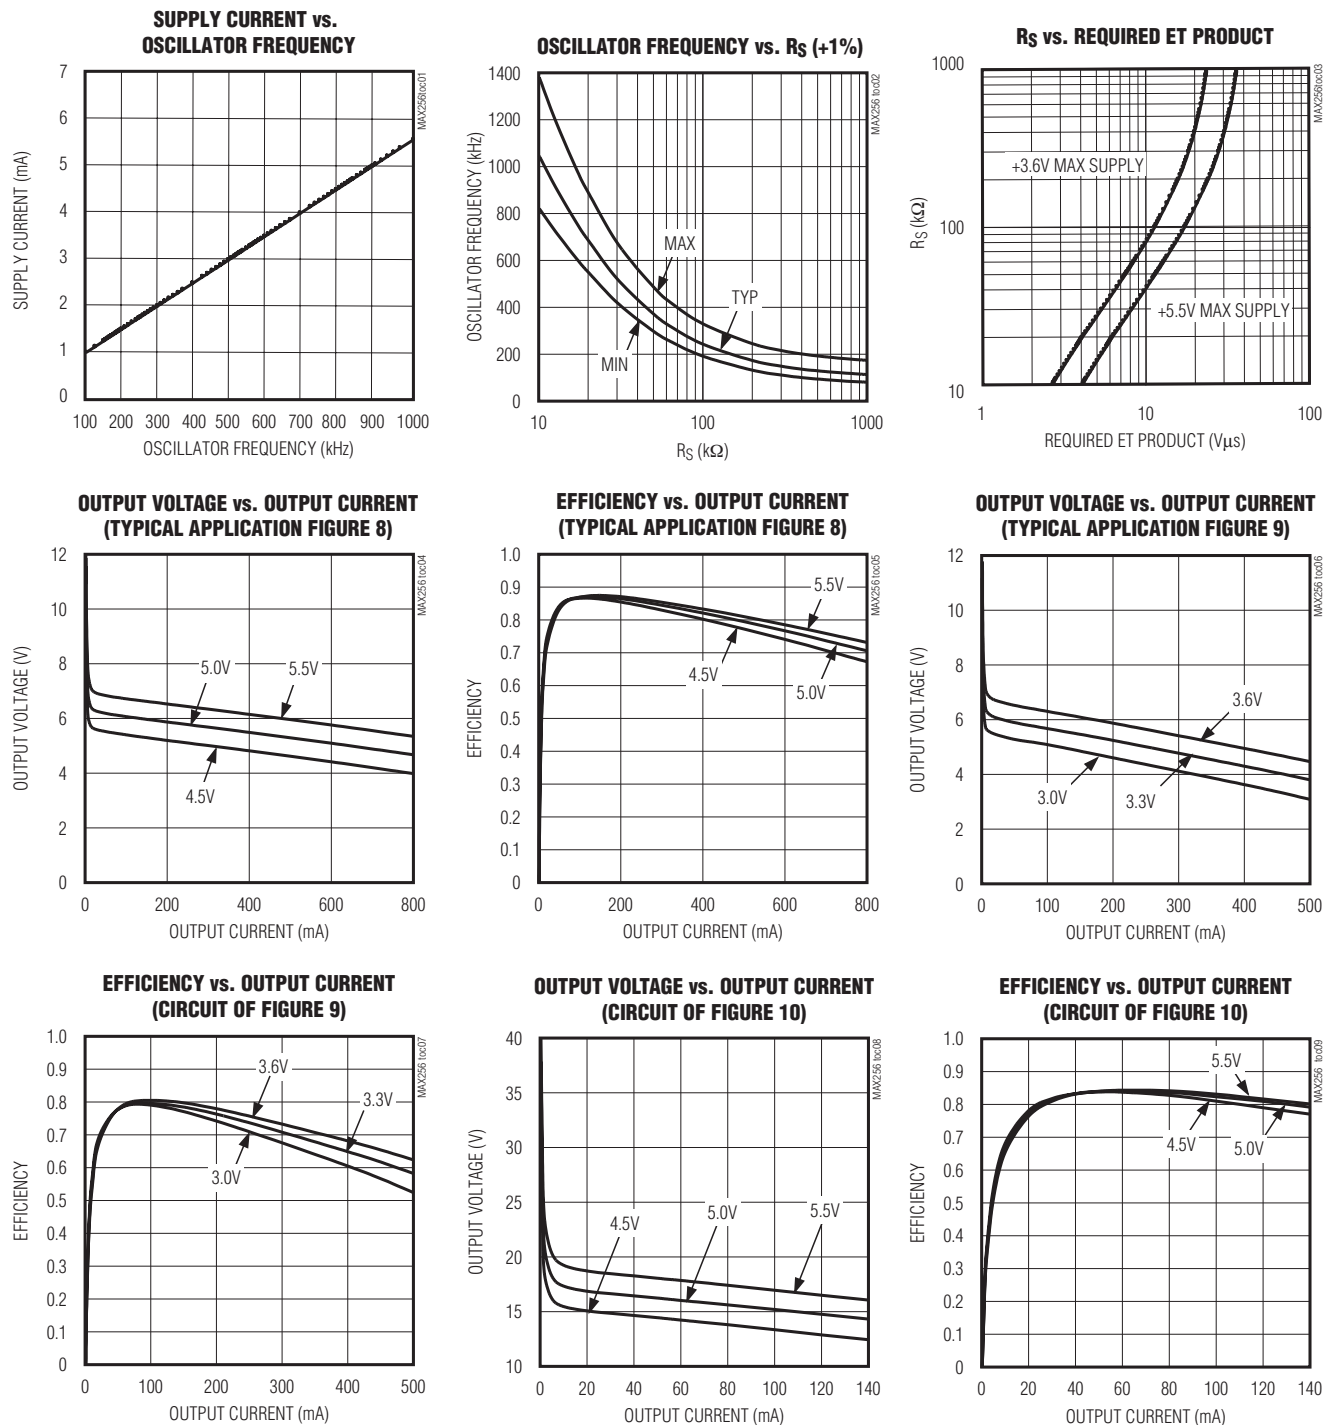 SUPPLY CURRENT vs.
OSCILLATOR FREQUENCY
7
6
5
4
3
2
1
0
SUPPLY CURRENT (mA)
100 200 300 400 500 600 700 800 900 1000
OSCILLATOR FREQUENCY (kHz)
MAX256toc01
OSCILLATOR FREQUENCY vs. RS (+1%)
1400
1200
1000
800
600
400
200
0
OSCILLATOR FREQUENCY (kHz)
MAX
TYP
MIN
10 100 1000
RS (kΩ)
MAX256 toc02
RS vs. REQUIRED ET PRODUCT
1000
100
10
RS (kΩ)
+3.6V MAX SUPPLY
+5.5V MAX SUPPLY
1 10 100
REQUIRED ET PRODUCT (Vµs)
MAX256toc03
OUTPUT VOLTAGE vs. OUTPUT CURRENT
(TYPICAL APPLICATION FIGURE 8)
12
10
8
6
4
2
0
OUTPUT VOLTAGE (V)
5.0V
5.5V
4.5V
0 200 400 600 800
OUTPUT CURRENT (mA)
MAX256 toc04
EFFICIENCY vs. OUTPUT CURRENT
(TYPICAL APPLICATION FIGURE 8)
1.0
0.9
0.8
0.7
0.6
0.5
0.4
0.3
0.2
0.1
0
EFFICIENCY
5.5V
4.5V
5.0V
0 200 400 600 800
OUTPUT CURRENT (mA)
MAX256 toc05
OUTPUT VOLTAGE vs. OUTPUT CURRENT
(TYPICAL APPLICATION FIGURE 9)
12
10
8
6
4
2
0
OUTPUT VOLTAGE (V)
3.6V
3.0V
3.3V
0 100 200 300 400 500
OUTPUT CURRENT (mA)
MAX256 toc06
EFFICIENCY vs. OUTPUT CURRENT
(CIRCUIT OF FIGURE 9)
1.0
0.9
0.8
0.7
0.6
0.5
0.4
0.3
0.2
0.1
0
EFFICIENCY
3.6V
3.3V
3.0V
0 100 200 300 400 500
OUTPUT CURRENT (mA)
MAX256 toc07
OUTPUT VOLTAGE vs. OUTPUT CURRENT
(CIRCUIT OF FIGURE 10)
40
35
30
25
20
15
10
OUTPUT VOLTAGE (V)
4.5V
5.0V
5.5V
0 20 40 60 80 100 120 140
OUTPUT CURRENT (mA)
MAX256 toc08
EFFICIENCY vs. OUTPUT CURRENT
(CIRCUIT OF FIGURE 10)
1.0
0.9
0.8
0.7
0.6
0.5
0.4
0.3
0.2
0.1
0
EFFICIENCY
5.5V
4.5V
5.0V
0 20 40 60 80 100 120 140
OUTPUT CURRENT (mA)
MAX256 toc09